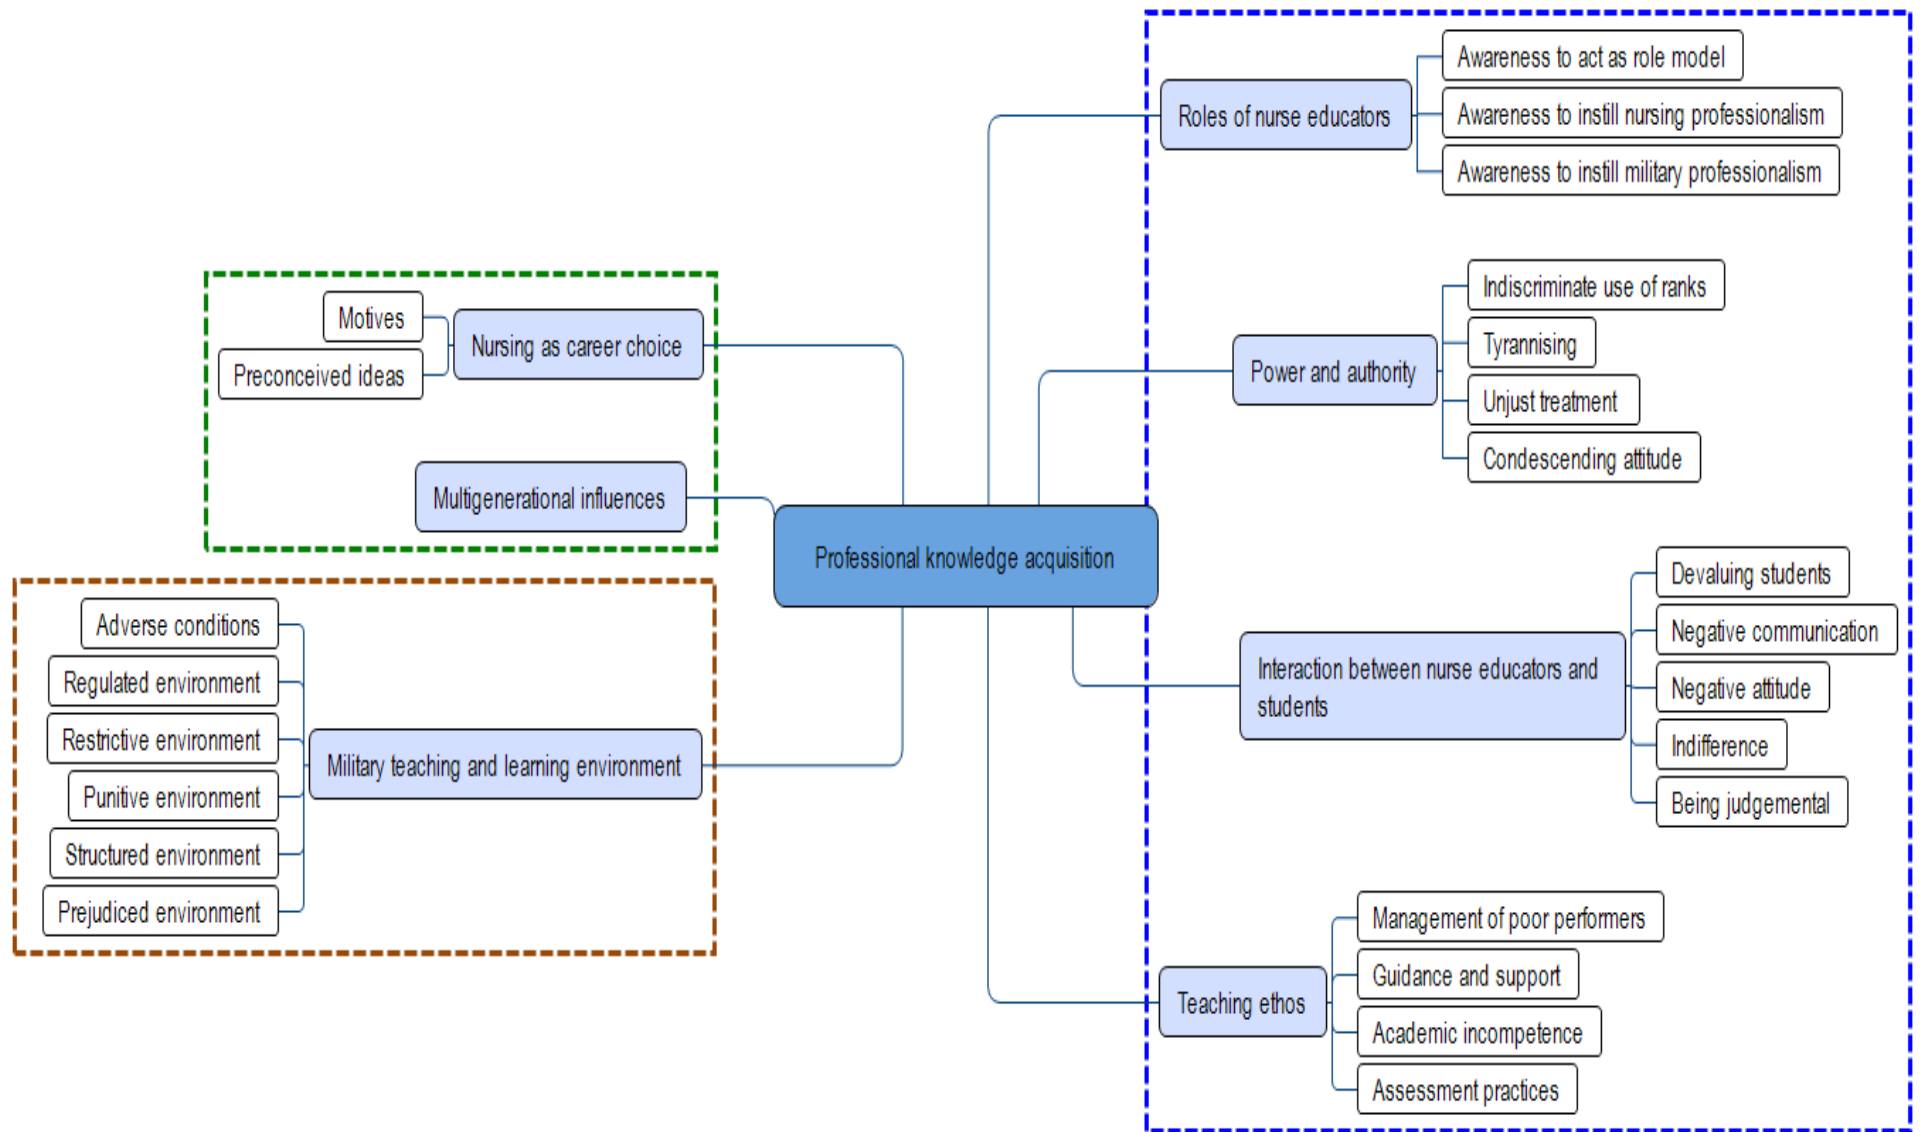 Awareness to act as role model
Roles of nurse educators
Awareness to instill nursing professionalism
Awareness to instill military professionalism
Motives
Nursing as career choice
Preconceived ideas
Multigenerational influences
Indiscriminate use of ranks
Tyrannising
Power and authority
Unjust treatment
Condescending attitude
Professional knowledge acquisition
Adverse conditions
Regulated environment
Restrictive environment
Military teaching and learning environment
Punitive environment
Structured environment
Prejudiced environment
Devaluing students
Negative communication
Interaction between nurse educators and
students
Negative attitude
Indifference
Being judgemental
Management of poor performers
Guidance and support
Teaching ethos
Academic incompetence
Assessment practices